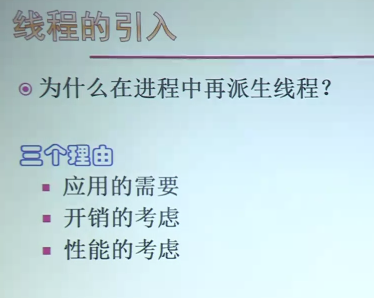 线程的引入
为什么在进程中再派生线程？
三个理由
应用的需要
开销的考虑
性能的考虑